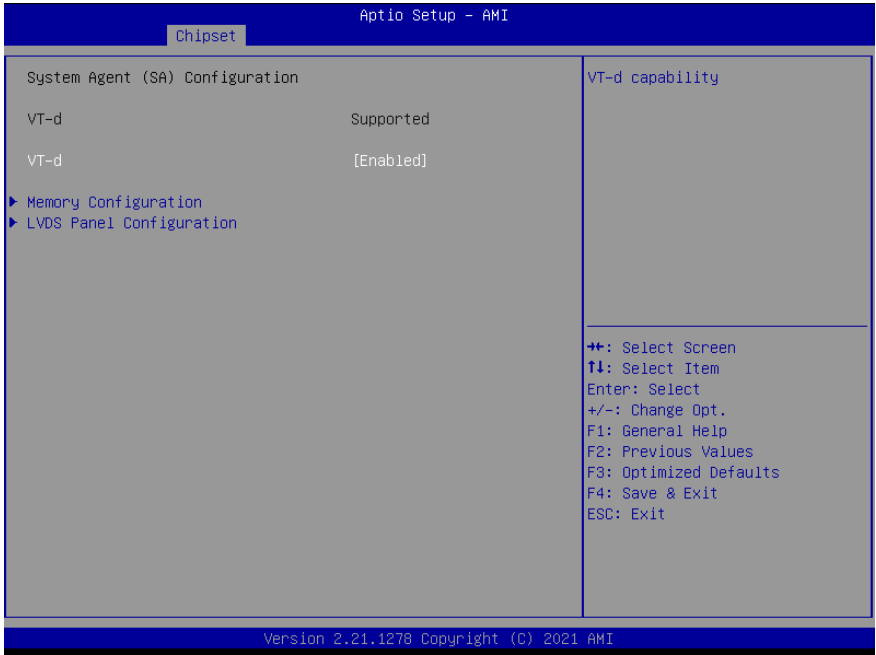 Aptio Setup – AMI
Chipset
System Agent (SA) Configuration
VT-d Supported
VT-d [Enabled]
▶ Memory Configuration
▶ LVDS Panel Configuration
VT-d capability
→←: Select Screen
↑↓: Select Item
Enter: Select
+/-: Change Opt.
F1: General Help
F2: Previous Values
F3: Optimized Defaults
F4: Save & Exit
ESC: Exit
Version 2.21.1278 Copyright (C) 2021 AMI